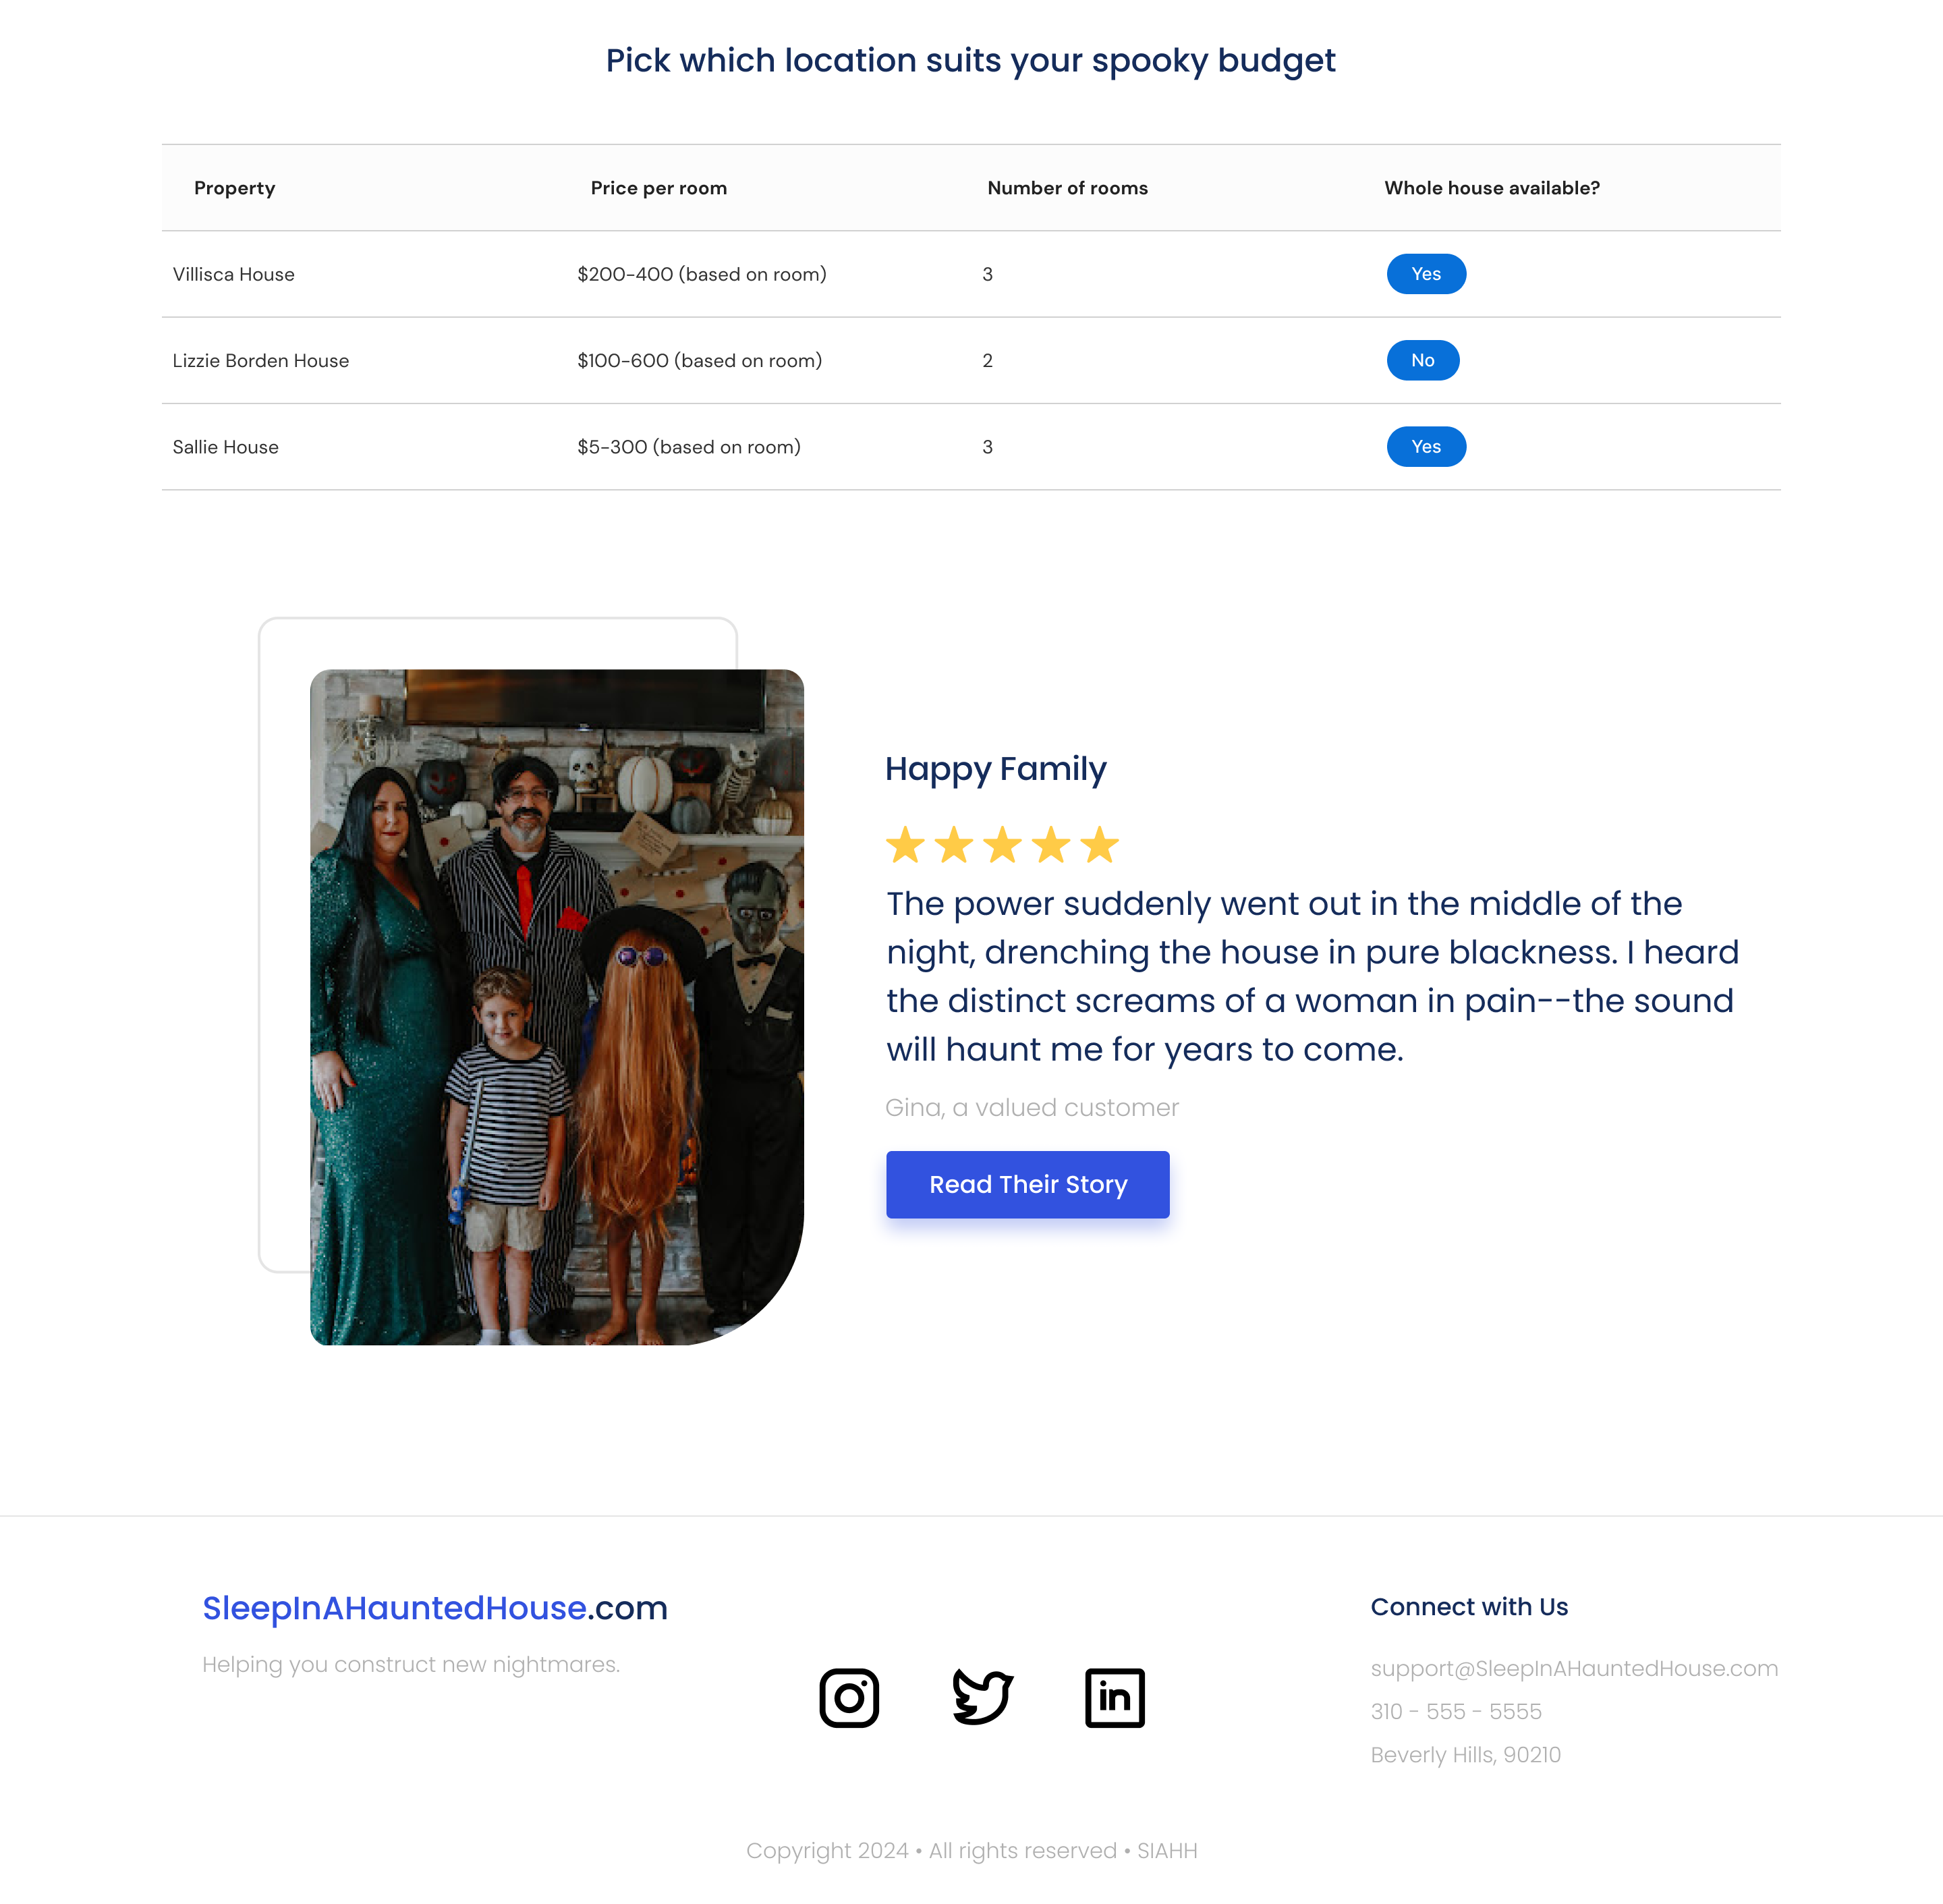 Pick which location suits your spooky budget
Property Price per room Number of rooms Whole house available?
Villisca House $200-400 (based on room) 3 Yes
Lizzie Borden House $100-600 (based on room) 2 No
Sallie House $5-300 (based on room) 3 Yes
Happy Family
The power suddenly went out in the middle of the
night, drenching the house in pure blackness. I heard
the distinct screams of a woman in pain--the sound
will haunt me for years to come.
Gina, a valued customer
Read Their Story
SleepInAHauntedHouse.com
Helping you construct new nightmares.
in
Connect with Us
support@SleepInAHauntedHouse.com
310 - 555 - 5555
Beverly Hills, 90210
Copyright 2024 • All rights reserved • SIAHH